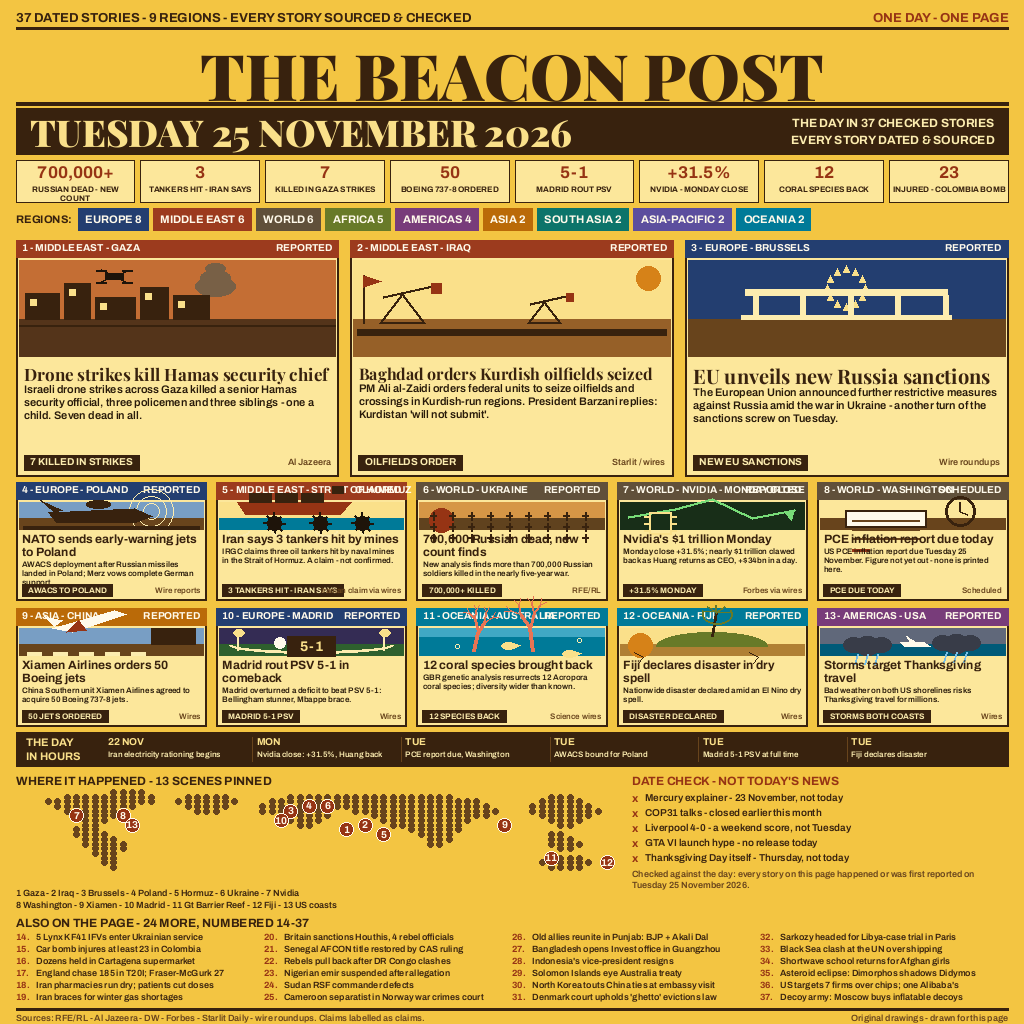 37 DATED STORIES - 9 REGIONS - EVERY STORY SOURCED & CHECKED
ONE DAY - ONE PAGE
THE BEACON POST
TUESDAY 25 NOVEMBER 2026
THE DAY IN 37 CHECKED STORIES
EVERY STORY DATED & SOURCED
700,000+
RUSSIAN DEAD - NEW
COUNT
3
TANKERS HIT - IRAN SAYS
7
KILLED IN GAZA STRIKES
50
BOEING 737-8 ORDERED
5-1
MADRID ROUT PSV
+31.5%
NVIDIA - MONDAY CLOSE
12
CORAL SPECIES BACK
23
INJURED - COLOMBIA BOMB
REGIONS:
EUROPE 8
MIDDLE EAST 6
WORLD 6
AFRICA 5
AMERICAS 4
ASIA 2
SOUTH ASIA 2
ASIA-PACIFIC 2
OCEANIA 2
1 - MIDDLE EAST - GAZA REPORTED
Drone strikes kill Hamas security chief
Israeli drone strikes across Gaza killed a senior Hamas
security official, three policemen and three siblings - one a
child. Seven dead in all.
7 KILLED IN STRIKES
Al Jazeera
2 - MIDDLE EAST - IRAQ REPORTED
Baghdad orders Kurdish oilfields seized
PM Ali al-Zaidi orders federal units to seize oilfields and
crossings in Kurdish-run regions. President Barzani replies:
Kurdistan 'will not submit'.
OILFIELDS ORDER
Starlit / wires
3 - EUROPE - BRUSSELS REPORTED
EU unveils new Russia sanctions
The European Union announced further restrictive measures
against Russia amid the war in Ukraine - another turn of the
sanctions screw on Tuesday.
NEW EU SANCTIONS
Wire roundups
4 - EUROPE - POLAND REPORTED
NATO sends early-warning jets
to Poland
AWACS deployment after Russian missiles
landed in Poland; Merz vows complete German
support.
AWACS TO POLAND
Wire reports
5 - MIDDLE EAST - HORMUZ
Iran says 3 tankers hit by mines
IRGC claims three oil tankers hit by naval mines
in the Strait of Hormuz. A claim - not confirmed.
3 TANKERS HIT - IRAN SAYS
claim via wires
6 - WORLD - UKRAINE REPORTED
700,000 Russian dead, new
count finds
New analysis finds more than 700,000 Russian
soldiers killed in the nearly five-year war.
700,000+ KILLED
RFE/RL
7 - WORLD - NVIDIA -
Nvidia's $1 trillion Monday
Monday close +31.5%; nearly $1 trillion clawed
back as Huang returns as CEO, +$34bn in a day.
+31.5% MONDAY
Forbes via wires
8 - WORLD - WASHINGTON SCHEDULED
PCE inflation report due today
US PCE inflation report due Tuesday 25
November. Figure not yet out - none is printed
here.
PCE DUE TODAY
Scheduled
9 - ASIA - CHINA REPORTED
Xiamen Airlines orders 50
Boeing jets
China Southern unit Xiamen Airlines agreed to
acquire 50 Boeing 737-8 jets.
50 JETS ORDERED
Wires
10 - EUROPE - MADRID REPORTED
5-1
Madrid rout PSV 5-1 in
comeback
Madrid overturned a deficit to beat PSV 5-1:
Bellingham stunner, Mbappe brace.
MADRID 5-1 PSV
Wires
11 - REPORTED
12 coral species brought back
GBR genetic analysis resurrects 12 Acropora
coral species; diversity wider than known.
12 SPECIES BACK
Science wires
12 - OCEANIA - REPORTED
Fiji declares disaster in dry
spell
Nationwide disaster declared amid an El Nino dry
spell.
DISASTER DECLARED
Wires
13 - AMERICAS - USA REPORTED
Storms target Thanksgiving
travel
Bad weather on both US shorelines risks
Thanksgiving travel for millions.
STORMS BOTH COASTS
Wires
THE DAY
IN HOURS
22 NOV
Iran electricity rationing begins
MON
Nvidia close: +31.5%, Huang back
TUE
PCE report due, Washington
TUE
AWACS bound for Poland
TUE
Madrid 5-1 PSV at full time
TUE
Fiji declares disaster
WHERE IT HAPPENED - 13 SCENES PINNED
7
8
13
10
3
4
6
1
2
5
9
11
12
1 Gaza - 2 Iraq - 3 Brussels - 4 Poland - 5 Hormuz - 6 Ukraine - 7 Nvidia
8 Washington - 9 Xiamen - 10 Madrid - 11 Gt Barrier Reef - 12 Fiji - 13 US coasts
DATE CHECK - NOT TODAY'S NEWS
x Mercury explainer - 23 November, not today
x COP31 talks - closed earlier this month
x Liverpool 4-0 - a weekend score, not Tuesday
x GTA VI launch hype - no release today
x Thanksgiving Day itself - Thursday, not today
Checked against the day: every story on this page happened or was first reported on
Tuesday 25 November 2026.
ALSO ON THE PAGE - 24 MORE, NUMBERED 14-37
14. 5 Lynx KF41 IFVs enter Ukrainian service
15. Car bomb injures at least 23 in Colombia
16. Dozens held in Cartagena supermarket
17. England chase 185 in T20I; Fraser-McGurk 27
18. Iran pharmacies run dry; patients cut doses
19. Iran braces for winter gas shortages
20. Britain sanctions Houthis, 4 rebel officials
21. Senegal AFCON title restored by CAS ruling
22. Rebels pull back after DR Congo clashes
23. Nigerian emir suspended after allegation
24. Sudan RSF commander defects
25. Cameroon separatist in Norway war crimes court
26. Old allies reunite in Punjab: BJP + Akali Dal
27. Bangladesh opens Invest office in Guangzhou
28. Indonesia's vice-president resigns
29. Solomon Islands eye Australia treaty
30. North Korea touts China ties at embassy visit
31. Denmark court upholds 'ghetto' evictions law
32. Sarkozy headed for Libya-case trial in Paris
33. Black Sea clash at the UN over shipping
34. Shortwave school returns for Afghan girls
35. Asteroid eclipse: Dimorphos shadows Didymos
36. US targets 7 firms over chips; one Alibaba's
37. Decoy army: Moscow buys inflatable decoys
Sources: RFE/RL - Al Jazeera - DW - Forbes - Starlit Daily - wire roundups. Claims labelled as claims.
Original drawings - drawn for this page